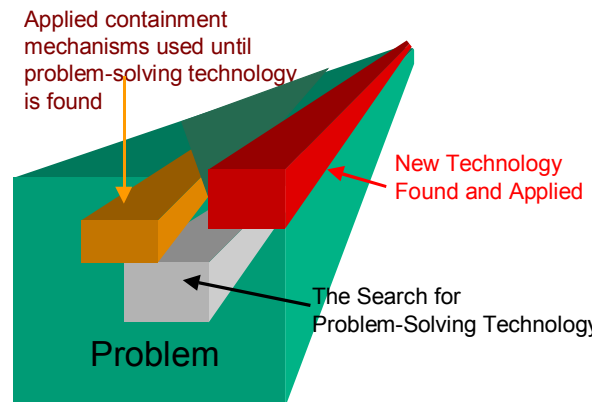 Applied containment
mechanisms used until
problem-solving technology
is found
New Technology
Found and Applied
The Search for
Problem-Solving Technology
Problem